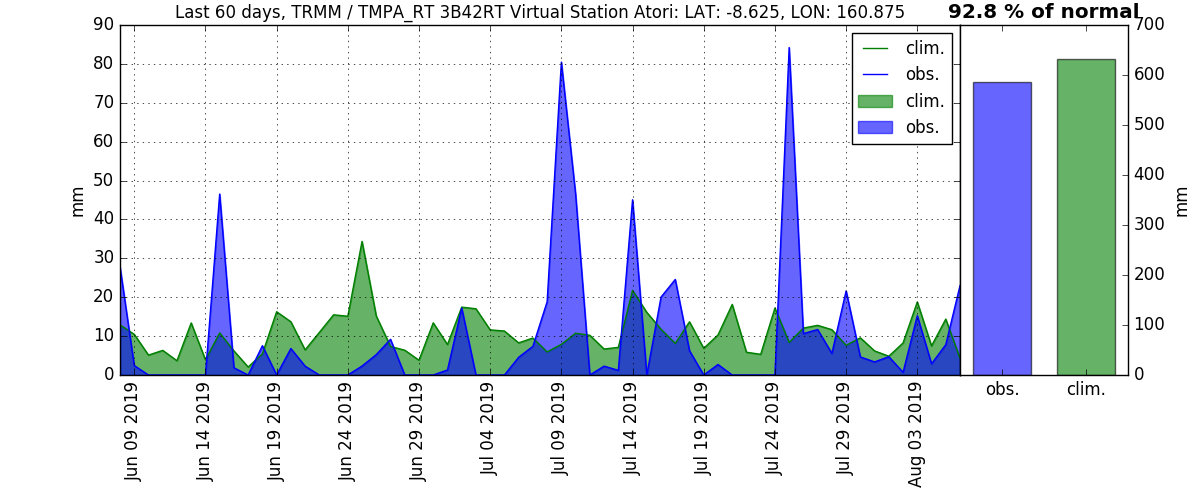 Last 60 days, TRMM / TMPA_RT 3B42RT Virtual Station Atori: LAT: -8.625, LON: 160.875
92.8 % of normal
90
80
70
60
50
40
30
20
10
0
mm
clim.
obs.
clim.
obs.
700
600
500
400
300
200
100
0
mm
obs.
clim.
Jun 09 2019
Jun 14 2019
Jun 19 2019
Jun 24 2019
Jun 29 2019
Jul 04 2019
Jul 09 2019
Jul 14 2019
Jul 19 2019
Jul 24 2019
Jul 29 2019
Aug 03 2019